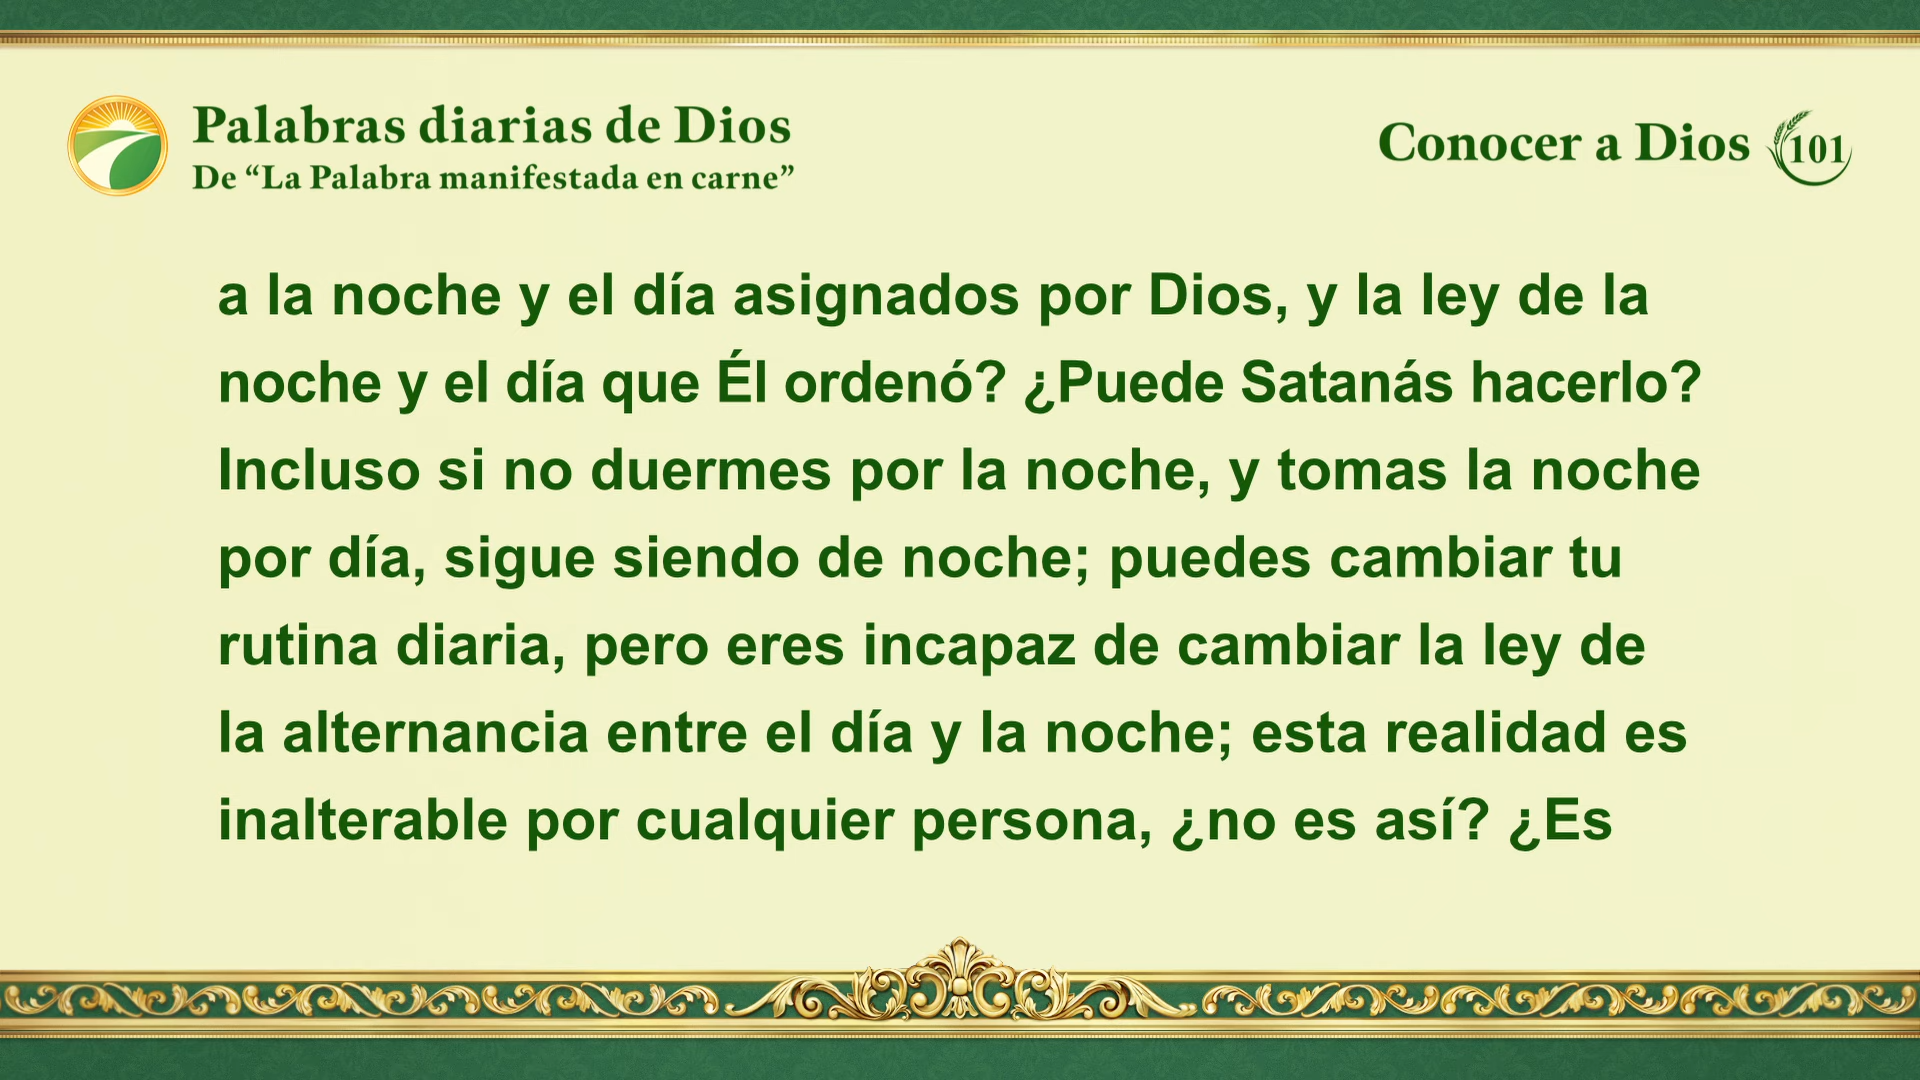 Palabras diarias de Dios
De “La Palabra manifestada en carne”
Conocer a Dios 101
a la noche y el día asignados por Dios, y la ley de la
noche y el día que Él ordenó? ¿Puede Satanás hacerlo?
Incluso si no duermes por la noche, y tomas la noche
por día, sigue siendo de noche; puedes cambiar tu
rutina diaria, pero eres incapaz de cambiar la ley de
la alternancia entre el día y la noche; esta realidad es
inalterable por cualquier persona, ¿no es así? ¿Es